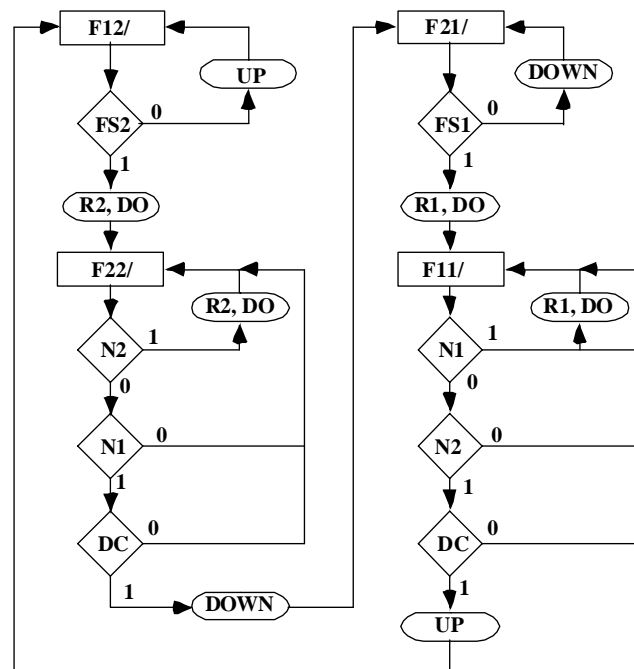 F12/
UP
FS2
0
1
R2, DO
F22/
R2, DO
N2
1
0
N1
0
1
DC
0
1
DOWN
F21/
DOWN
FS1
0
1
R1, DO
F11/
R1, DO
N1
1
0
N2
0
1
DC
0
1
UP